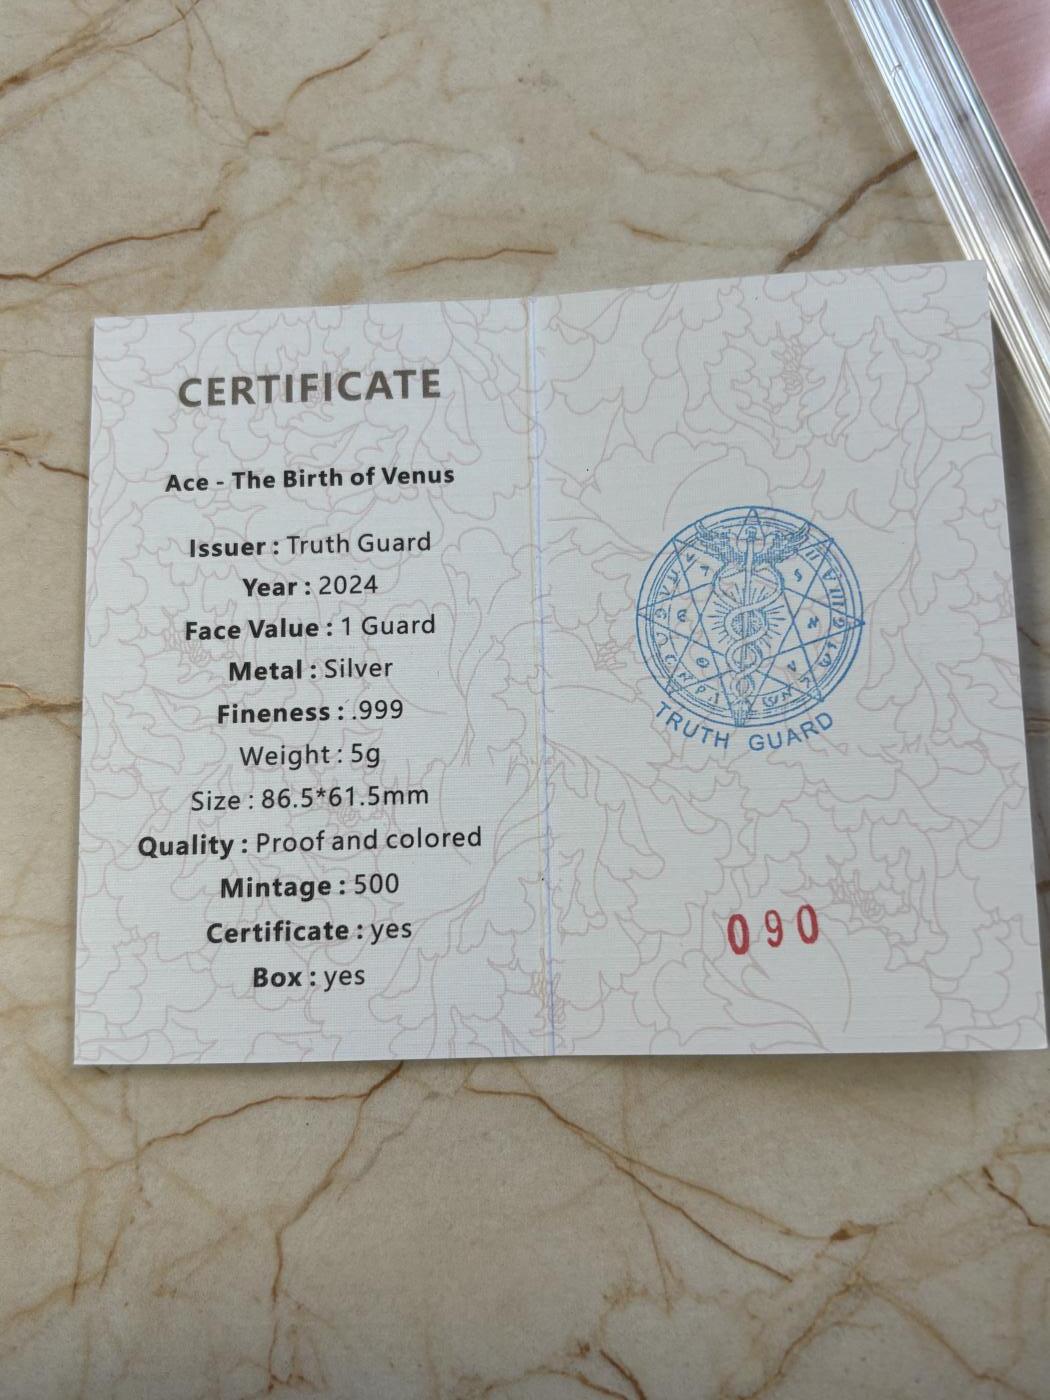 CERTIFICATE
Ace - The Birth of Venus
Issuer : Truth Guard
Year : 2024
Face Value : 1 Guard
Metal : Silver
Fineness : .999
Weight : 5g
Size : 86.5*61.5mm
Quality : Proof and colored
Mintage : 500
Certificate : yes
Box : yes
TRUTH GUARD
090